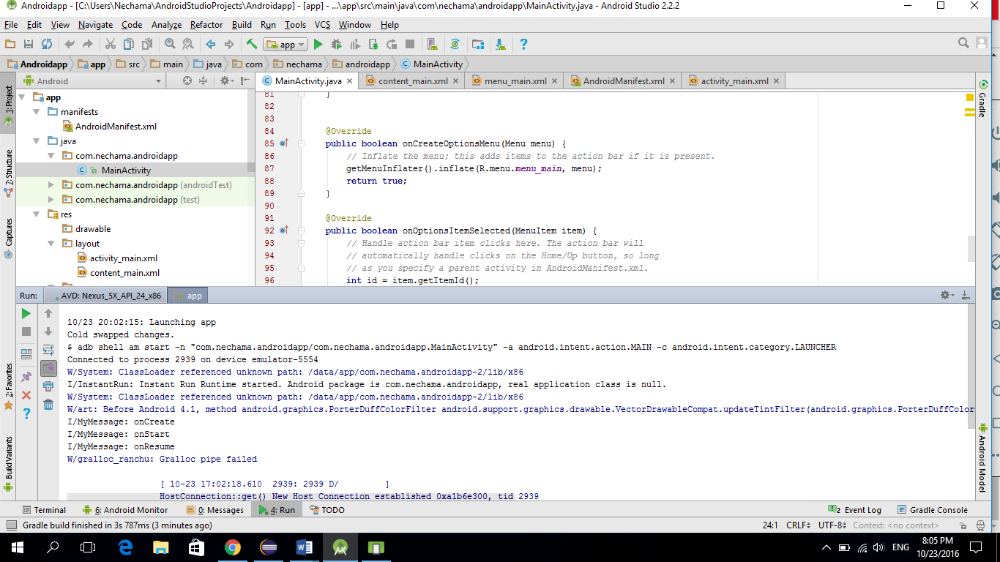 Androidapp - [C:\Users\Nechama\AndroidStudioProjects\Androidapp] - [app] - ...\app\src\main\java\com\nechama\androidapp\MainActivity.java - Android Studio 2.2.2
File Edit View Navigate Code Analyze Refactor Build Run Tools VCS Window Help
app
Androidapp app src main java com nechama androidapp MainActivity
Android
MainActivity.java content_main.xml menu_main.xml AndroidManifest.xml activity_main.xml
1: Project
7: Structure
Captures
2: Favorites
Build Variants
app
manifests
AndroidManifest.xml
java
com.nechama.androidapp
MainActivity
com.nechama.androidapp (androidTest)
com.nechama.androidapp (test)
res
drawable
layout
activity_main.xml
content_main.xml
81 }
82
83
84 @Override
85 public boolean onCreateOptionsMenu(Menu menu) {
86 // Inflate the menu; this adds items to the action bar if it is present.
87 getMenuInflater().inflate(R.menu.menu_main, menu);
88 return true;
89 }
90
91 @Override
92 public boolean onOptionsItemSelected(MenuItem item) {
93 // Handle action bar item clicks here. The action bar will
94 // automatically handle clicks on the Home/Up button, so long
95 // as you specify a parent activity in AndroidManifest.xml.
96 int id = item.getItemId();
Gradle
Android Model
Run: AVD: Nexus_5X_API_24_x86 app
10/23 20:02:15: Launching app
Cold swapped changes.
$ adb shell am start -n "com.nechama.androidapp/com.nechama.androidapp.MainActivity" -a android.intent.action.MAIN -c android.intent.category.LAUNCHER
Connected to process 2939 on device emulator-5554
W/System: ClassLoader referenced unknown path: /data/app/com.nechama.androidapp-2/lib/x86
I/InstantRun: Instant Run Runtime started. Android package is com.nechama.androidapp, real application class is null.
W/System: ClassLoader referenced unknown path: /data/app/com.nechama.androidapp-2/lib/x86
W/art: Before Android 4.1, method android.graphics.PorterDuffColorFilter android.support.graphics.drawable.VectorDrawableCompat.updateTintFilter(android.graphics.PorterDuffColor
I/MyMessage: onCreate
I/MyMessage: onStart
I/MyMessage: onResume
W/gralloc_ranchu: Gralloc pipe failed
[ 10-23 17:02:18.610 2939: 2939 D/ ]
HostConnection::get() New Host Connection established 0xa1b6e300, tid 2939
Terminal 6: Android Monitor 0: Messages 4: Run TODO 2 Event Log Gradle Console
Gradle build finished in 3s 787ms (3 minutes ago) 24:1 CRLF UTF-8 Context: <no context>
ENG
8:05 PM
10/23/2016